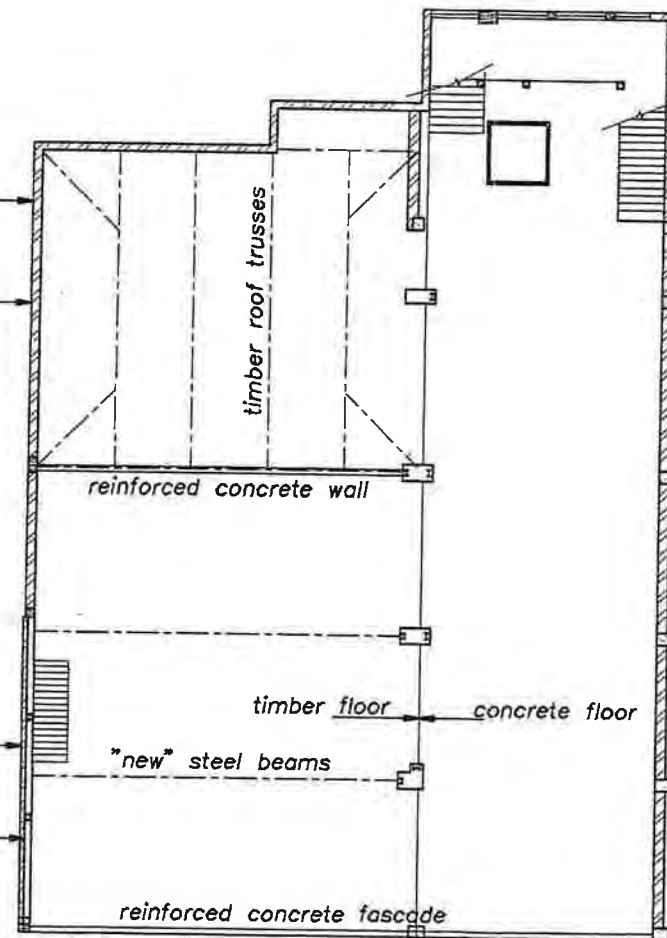 timber roof trusses
reinforced concrete wall
timber floor
concrete floor
"new" steel beams
reinforced concrete fascade